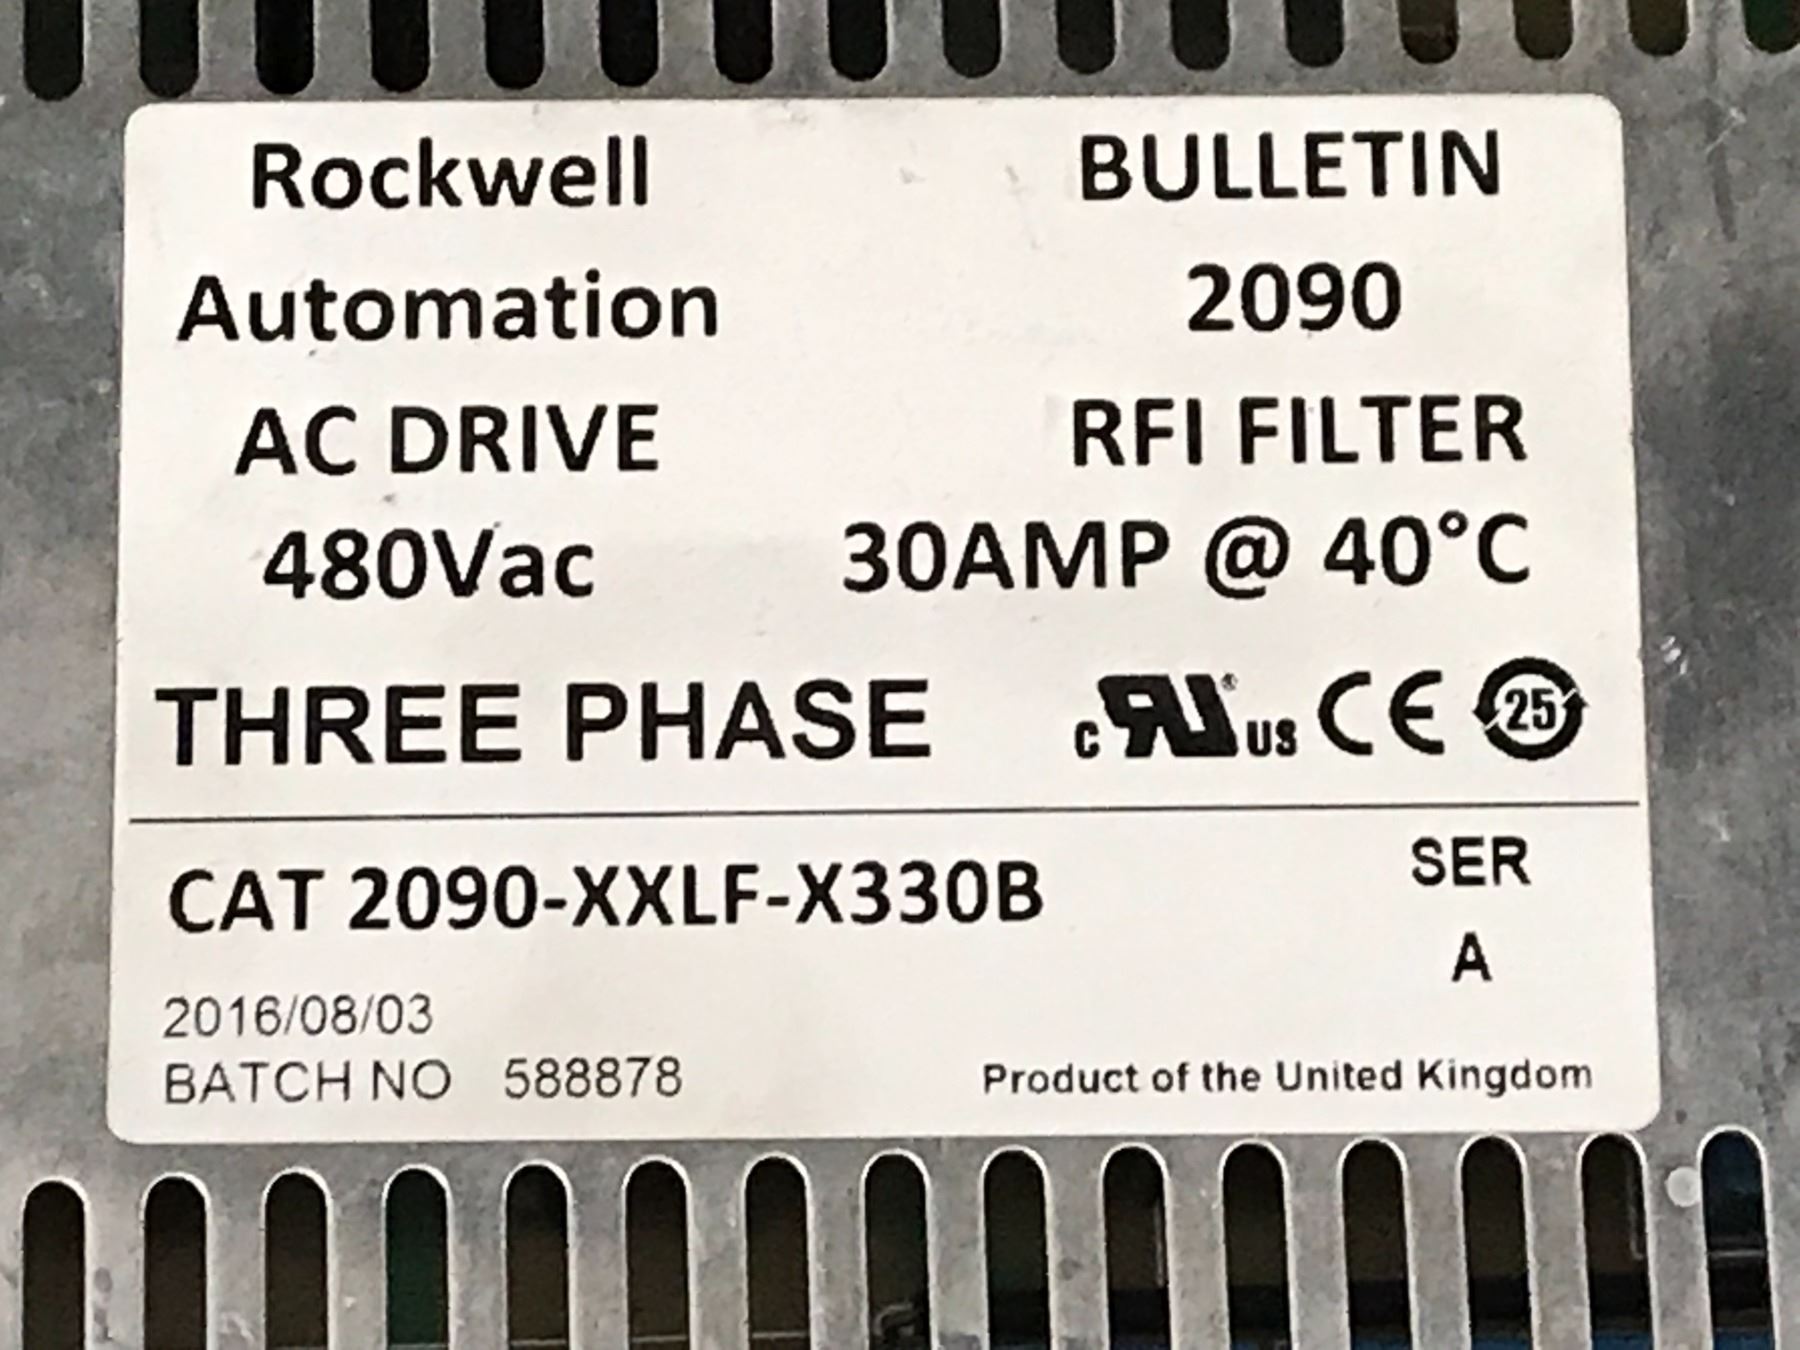 Rockwell BULLETIN
Automation 2090
AC DRIVE RFI FILTER
480Vac 30AMP @ 40°C
THREE PHASE c RU® US CE 25
CAT 2090-XXLF-X330B SER
A
2016/08/03
BATCH NO 588878 Product of the United Kingdom